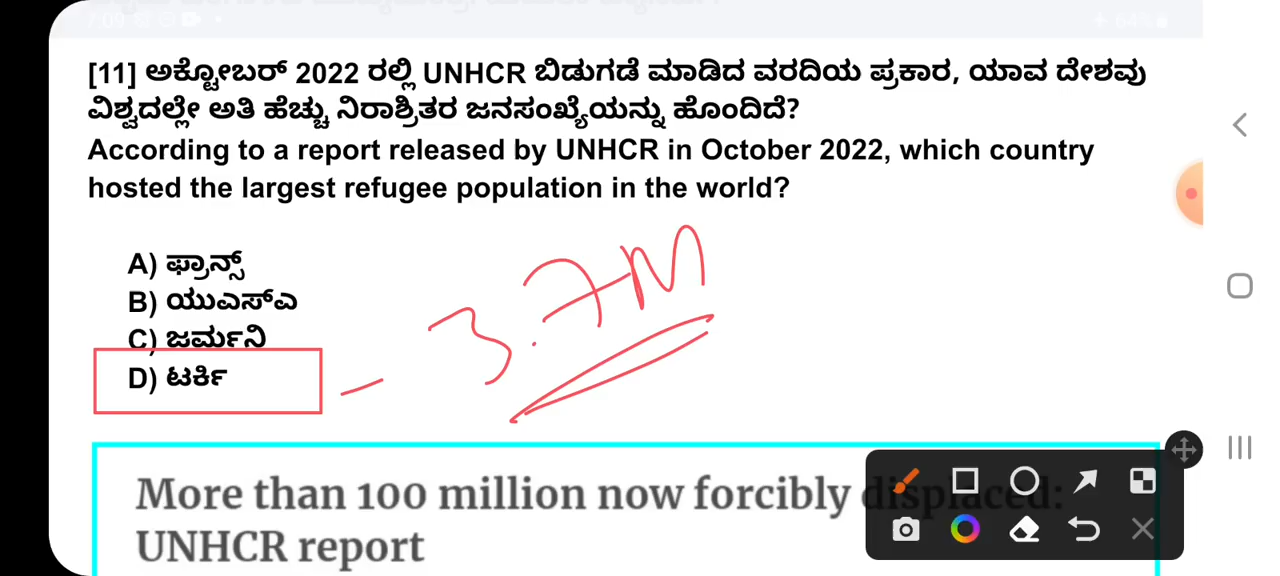 [11] ಅಕ್ಟೋಬರ್ 2022 ರಲ್ಲಿ UNHCR ಬಿಡುಗಡೆ ಮಾಡಿದ ವರದಿಯ ಪ್ರಕಾರ, ಯಾವ ದೇಶವು
ವಿಶ್ವದಲ್ಲೇ ಅತಿ ಹೆಚ್ಚು ನಿರಾಶ್ರಿತರ ಜನಸಂಖ್ಯೆಯನ್ನು ಹೊಂದಿದೆ?
According to a report released by UNHCR in October 2022, which country
hosted the largest refugee population in the world?
A) ಫ್ರಾನ್ಸ್
B) ಯುಎಸ್ಎ
C) ಜರ್ಮನಿ
D) ಟರ್ಕಿ – 3.7M
More than 100 million now forcibly displaced:
UNHCR report